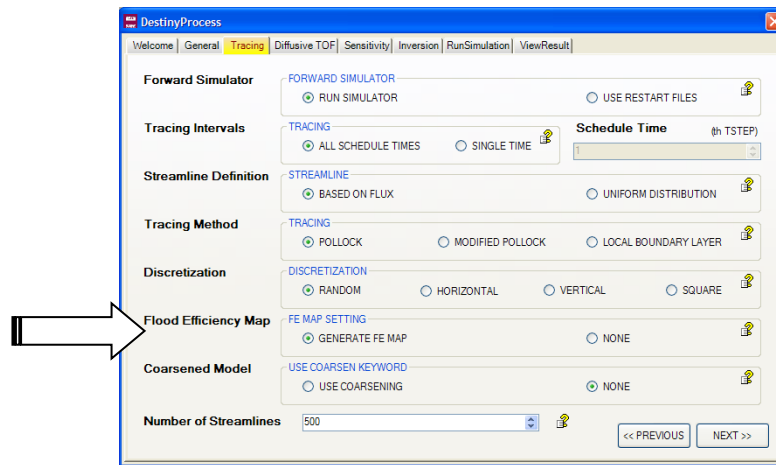 DestinyProcess
Welcome General Tracing Diffusive TOF Sensitivity Inversion RunSimulation ViewResult
Forward Simulator
FORWARD SIMULATOR
RUN SIMULATOR USE RESTART FILES
Tracing Intervals
TRACING
ALL SCHEDULE TIMES SINGLE TIME
Schedule Time (th TSTEP)
1
Streamline Definition
STREAMLINE
BASED ON FLUX UNIFORM DISTRIBUTION
Tracing Method
TRACING
POLLOCK MODIFIED POLLOCK LOCAL BOUNDARY LAYER
Discretization
DISCRETIZATION
RANDOM HORIZONTAL VERTICAL SQUARE
Flood Efficiency Map
FE MAP SETTING
GENERATE FE MAP NONE
Coarsened Model
USE COARSEN KEYWORD
USE COARSENING NONE
Number of Streamlines 500
<< PREVIOUS NEXT >>